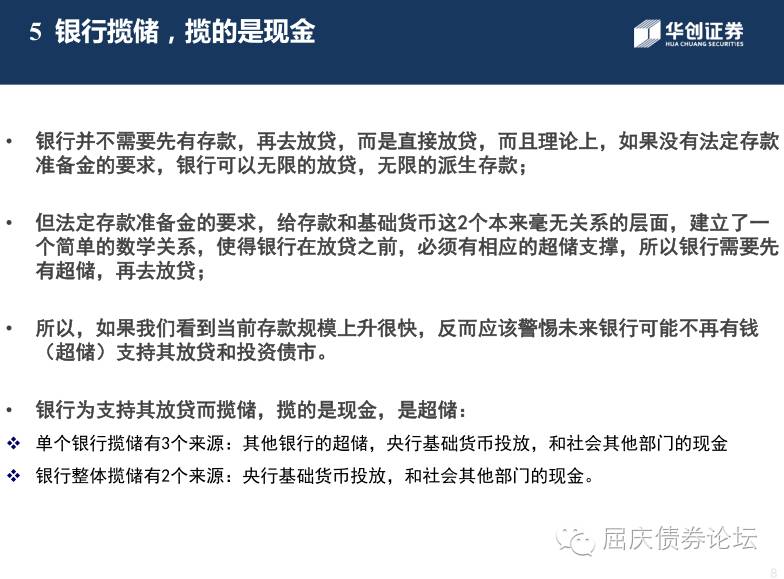 5 银行揽储，揽的是现金
华创证券
HUA CHUANG SECURITIES
• 银行并不需要先有存款，再去放贷，而是直接放贷，而且理论上，如果没有法定存款
准备金的要求，银行可以无限的放贷，无限的派生存款；
• 但法定存款准备金的要求，给存款和基础货币这2个本来毫无关系的层面，建立了一
个简单的数学关系，使得银行在放贷之前，必须有相应的超储支撑，所以银行需要先
有超储，再去放贷；
• 所以，如果我们看到当前存款规模上升很快，反而应该警惕未来银行可能不再有钱
（超储）支持其放贷和投资债市。
• 银行为支持其放贷而揽储，揽的是现金，是超储：
❖ 单个银行揽储有3个来源：其他银行的超储，央行基础货币投放，和社会其他部门的现金
❖ 银行整体揽储有2个来源：央行基础货币投放，和社会其他部门的现金。
屈庆债券论坛
8